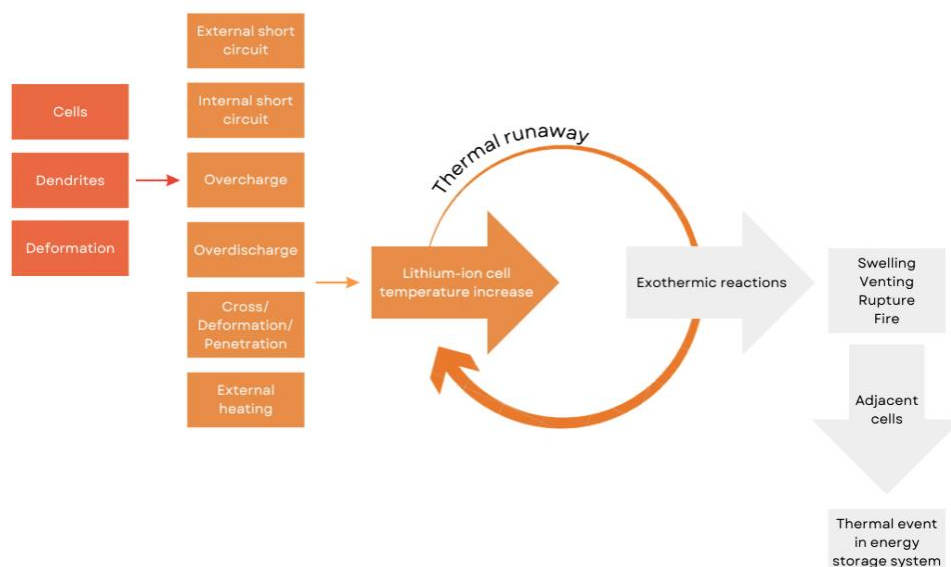 Cells
Dendrites
Deformation
External short
circuit
Internal short
circuit
Overcharge
Overdischarge
Cross/
Deformation/
Penetration
External
heating
Thermal runaway
Lithium-ion cell
temperature increase
Exothermic reactions
Swelling
Venting
Rupture
Fire
Adjacent
cells
Thermal event
in energy
storage system